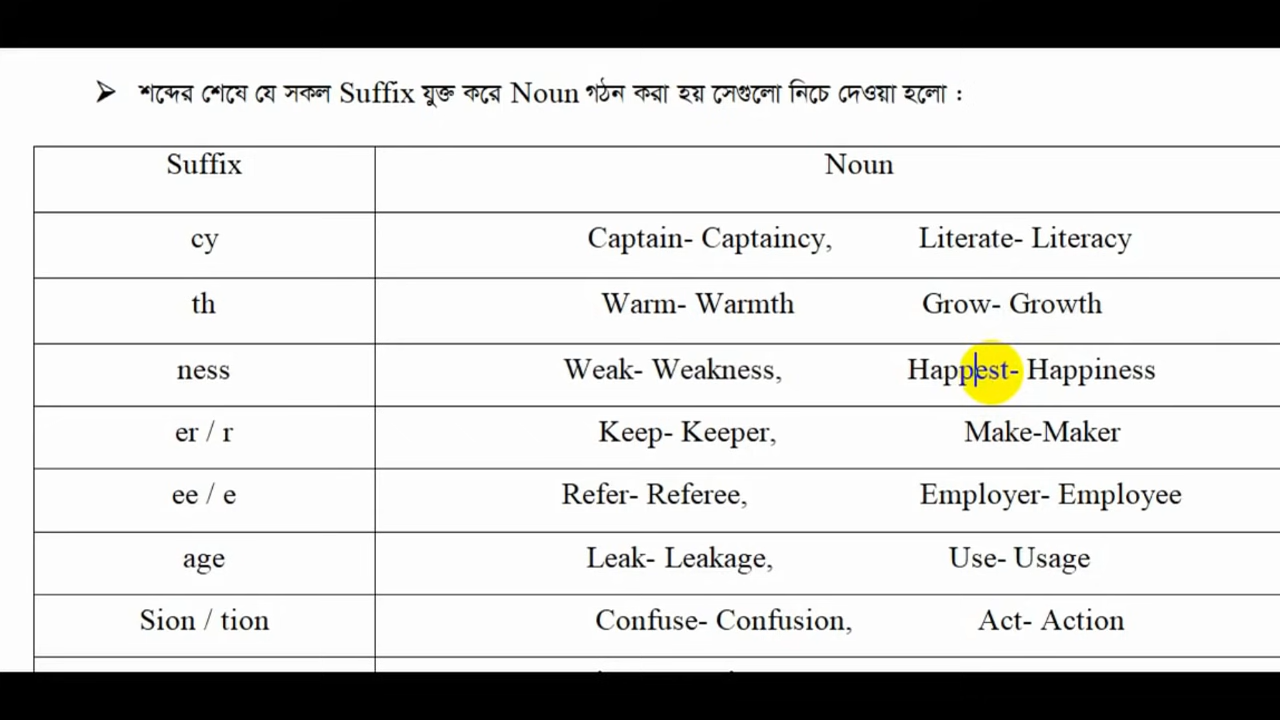 ➢ শব্দের শেষে যে সকল Suffix যুক্ত করে Noun গঠন করা হয় সেগুলো নিচে দেওয়া হলো :
Suffix Noun
cy Captain- Captaincy, Literate- Literacy
th Warm- Warmth Grow- Growth
ness Weak- Weakness, Happest- Happiness
er / r Keep- Keeper, Make-Maker
ee / e Refer- Referee, Employer- Employee
age Leak- Leakage, Use- Usage
Sion / tion Confuse- Confusion, Act- Action